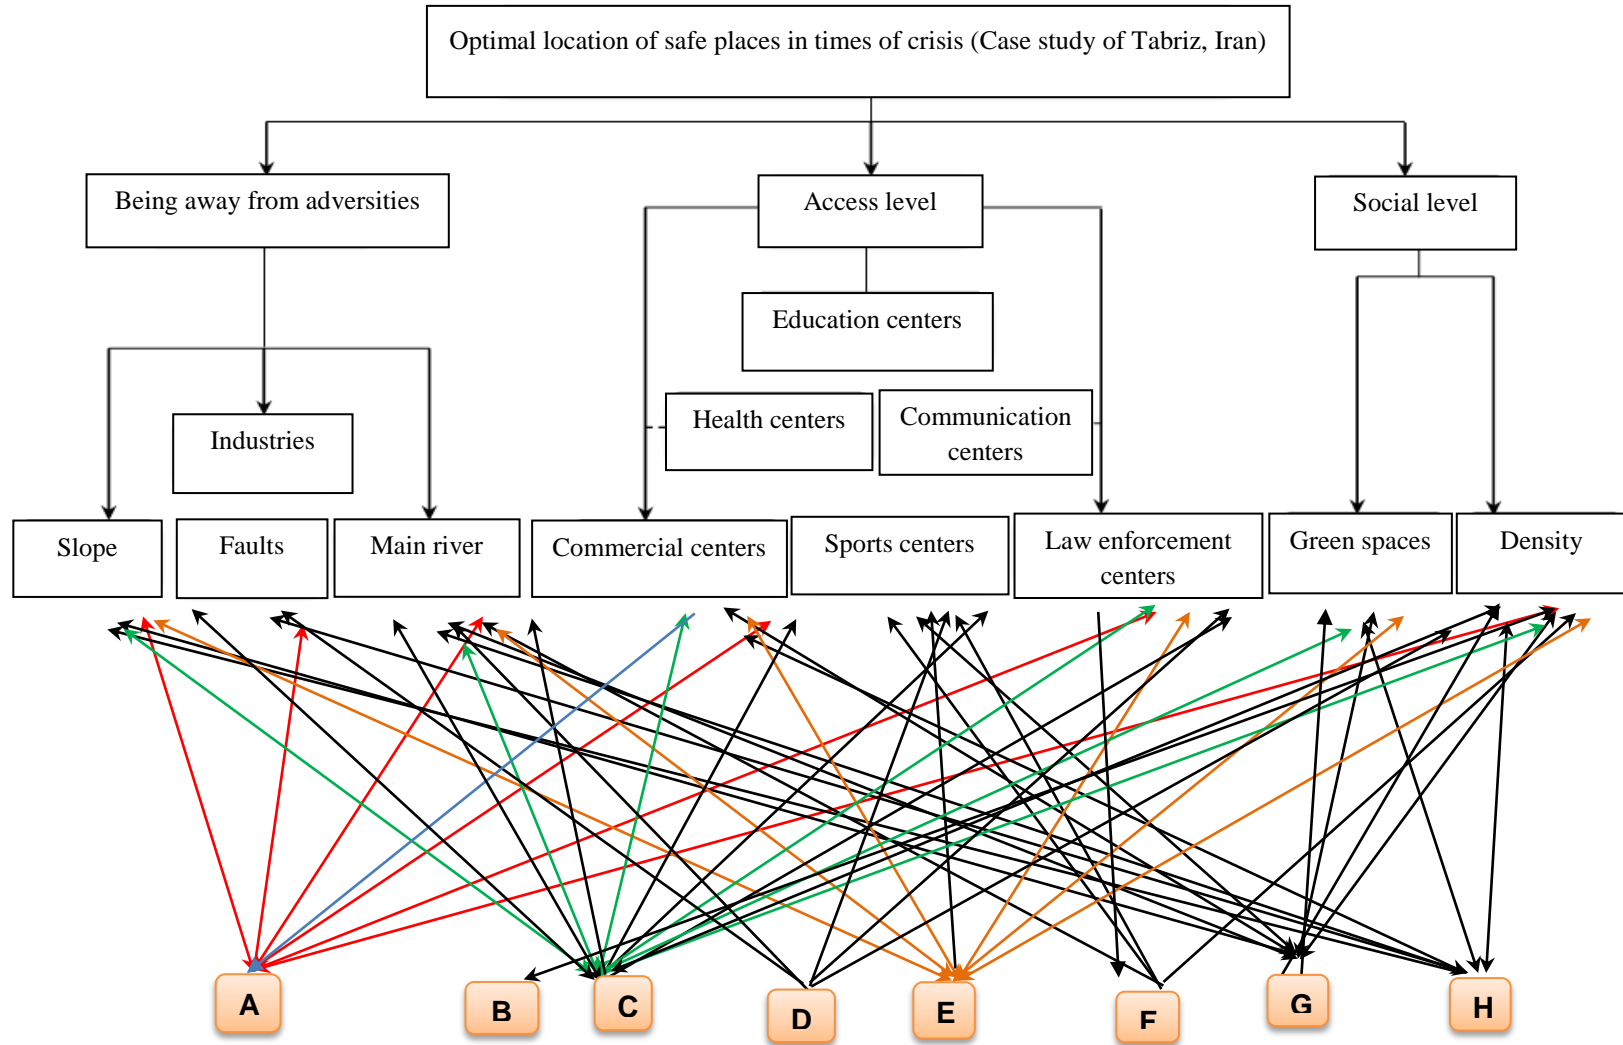 Optimal location of safe places in times of crisis (Case study of Tabriz, Iran)
Being away from adversities
Access level
Social level
Education centers
Health centers
Communication
centers
Industries
Slope
Faults
Main river
Commercial centers
Sports centers
Law enforcement
centers
Green spaces
Density
A
B
C
D
E
F
G
H